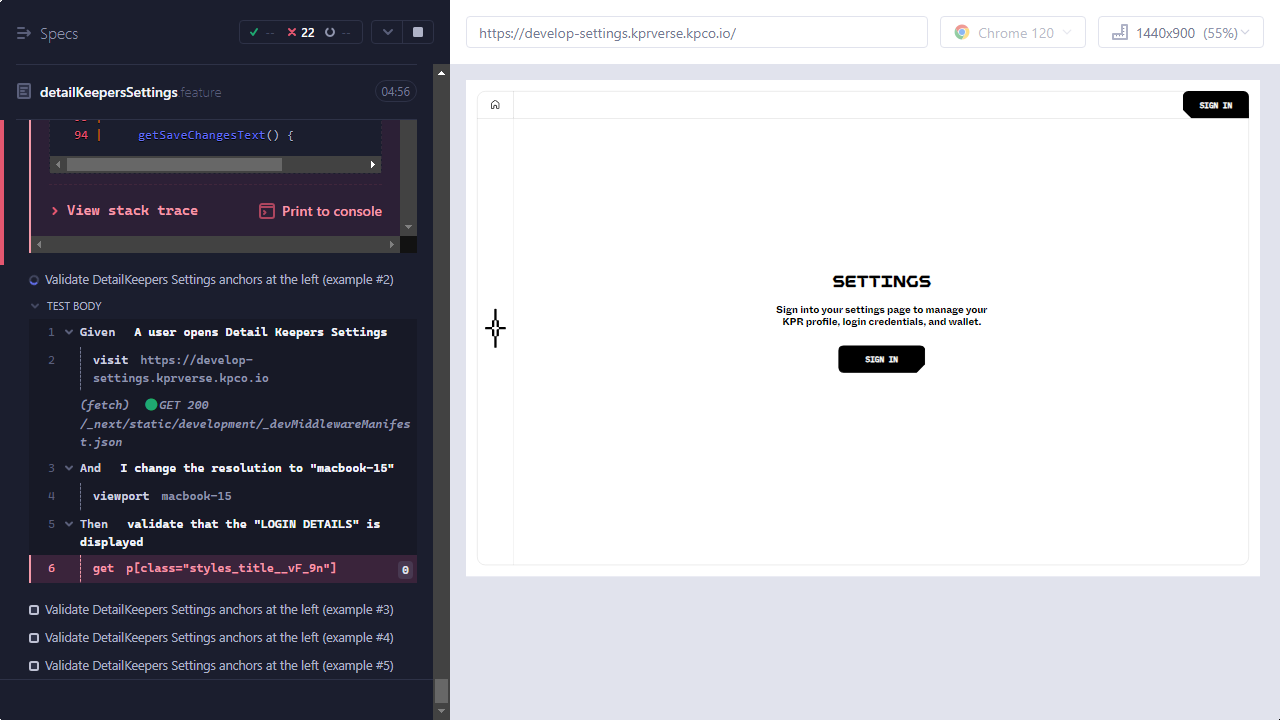 Specs
-- 22 --
detailKeepersSettings feature
04:56
94 | getSaveChangesText() {
View stack trace
Print to console
Validate DetailKeepers Settings anchors at the left (example #2)
TEST BODY
1 Given A user opens Detail Keepers Settings
2 visit https://develop-
settings.kprverse.kpco.io
(fetch) GET 200
/_next/static/development/_devMiddlewareManifes
t.json
3 And I change the resolution to "macbook-15"
4 viewport macbook-15
5 Then validate that the "LOGIN DETAILS" is
displayed
6 get p[class="styles_title__vF_9n"] 0
Validate DetailKeepers Settings anchors at the left (example #3)
Validate DetailKeepers Settings anchors at the left (example #4)
Validate DetailKeepers Settings anchors at the left (example #5)
https://develop-settings.kprverse.kpco.io/
Chrome 120
1440x900 (55%)
SIGN IN
SETTINGS
Sign into your settings page to manage your
KPR profile, login credentials, and wallet.
SIGN IN